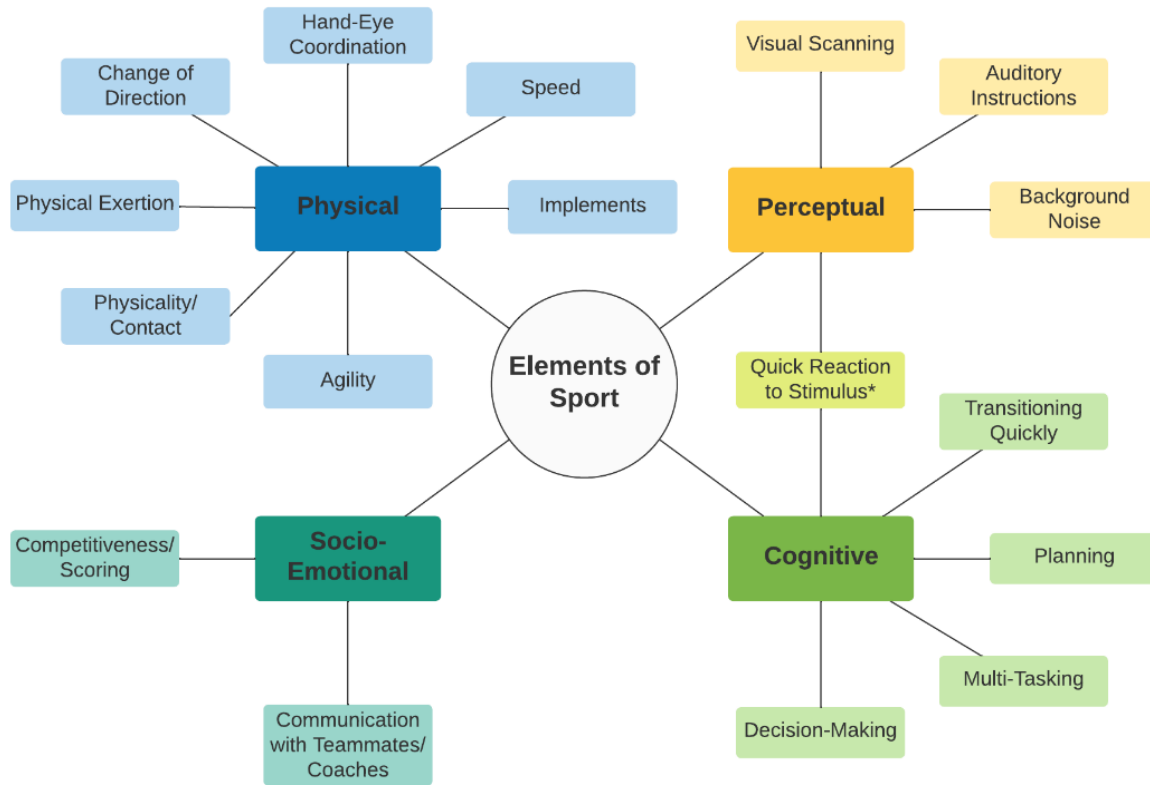 Hand-Eye
Coordination
Change of
Direction
Speed
Physical Exertion
Physical
Implements
Physicality/
Contact
Agility
Visual Scanning
Auditory
Instructions
Perceptual
Background
Noise
Elements of
Sport
Quick Reaction
to Stimulus*
Transitioning
Quickly
Competitiveness/
Scoring
Socio-
Emotional
Communication
with Teammates/
Coaches
Cognitive
Planning
Multi-Tasking
Decision-Making